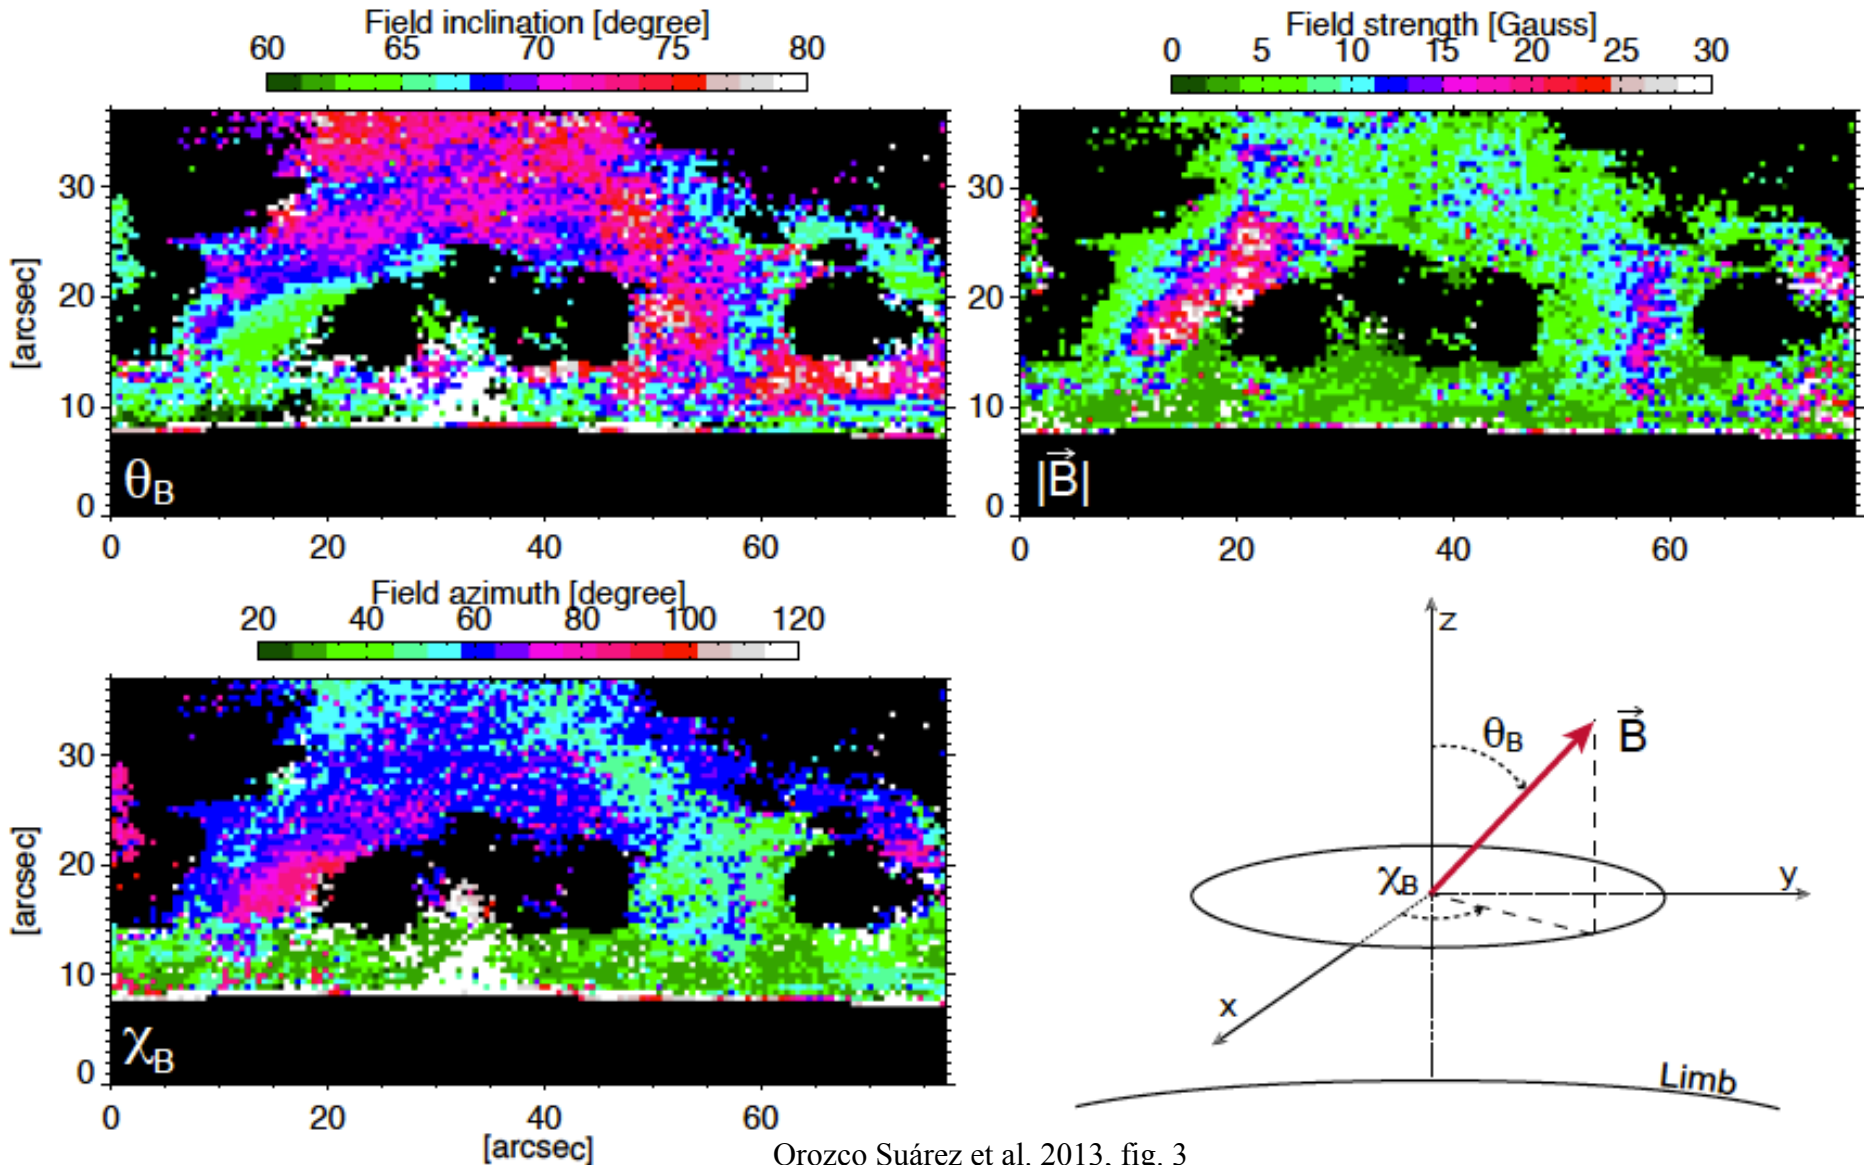 Field inclination [degree]
60 65 70 75 80
30
20
10
0
[arcsec]
θB
0 20 40 60
Field strength [Gauss]
0 5 10 15 20 25 30
30
20
10
0
|B⃗|
0 20 40 60
Field azimuth [degree]
20 40 60 80 100 120
30
20
10
0
[arcsec]
χB
0 20 40 60
[arcsec]
z
θB
B⃗
χB
y
x
Limb
Orozco Suárez et al. 2013, fig. 3